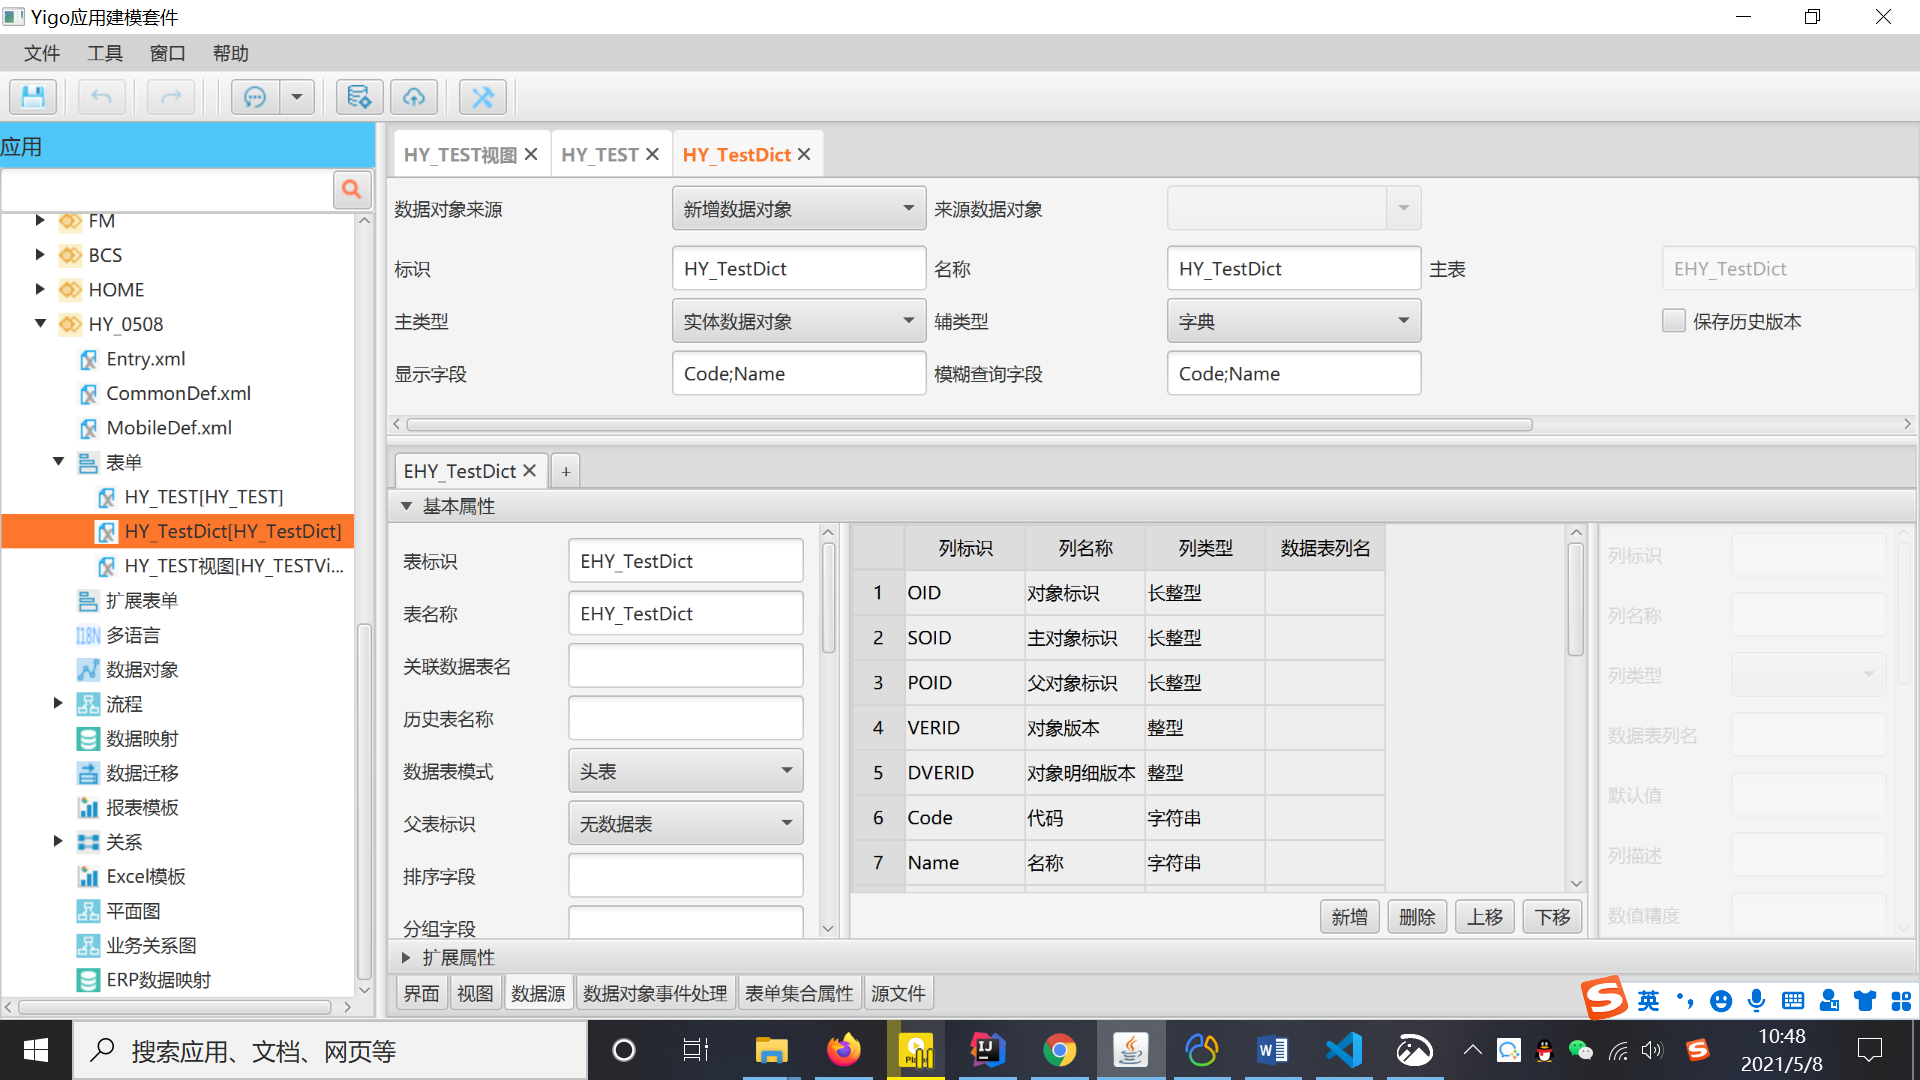 Yigo应用建模套件
文件 工具 窗口 帮助
应用
FM
BCS
HOME
HY_0508
Entry.xml
CommonDef.xml
MobileDef.xml
表单
HY_TEST[HY_TEST]
HY_TestDict[HY_TestDict]
HY_TEST视图[HY_TESTVi...
扩展表单
I18N 多语言
数据对象
流程
数据映射
数据迁移
报表模板
关系
Excel模板
平面图
业务关系图
ERP数据映射
HY_TEST视图 HY_TEST HY_TestDict
数据对象来源 新增数据对象 来源数据对象
标识 HY_TestDict 名称 HY_TestDict 主表 EHY_TestDict
主类型 实体数据对象 辅类型 字典 保存历史版本
显示字段 Code;Name 模糊查询字段 Code;Name
EHY_TestDict +
基本属性
表标识 EHY_TestDict
表名称 EHY_TestDict
关联数据表名
历史表名称
数据表模式 头表
父表标识 无数据表
排序字段
分组字段
列标识 列名称 列类型 数据表列名
1 OID 对象标识 长整型
2 SOID 主对象标识 长整型
3 POID 父对象标识 长整型
4 VERID 对象版本 整型
5 DVERID 对象明细版本 整型
6 Code 代码 字符串
7 Name 名称 字符串
新增 删除 上移 下移
列标识
列名称
列类型
数据表列名
默认值
列描述
数值精度
扩展属性
界面 视图 数据源 数据对象事件处理 表单集合属性 源文件
英
搜索应用、文档、网页等
10:48
2021/5/8